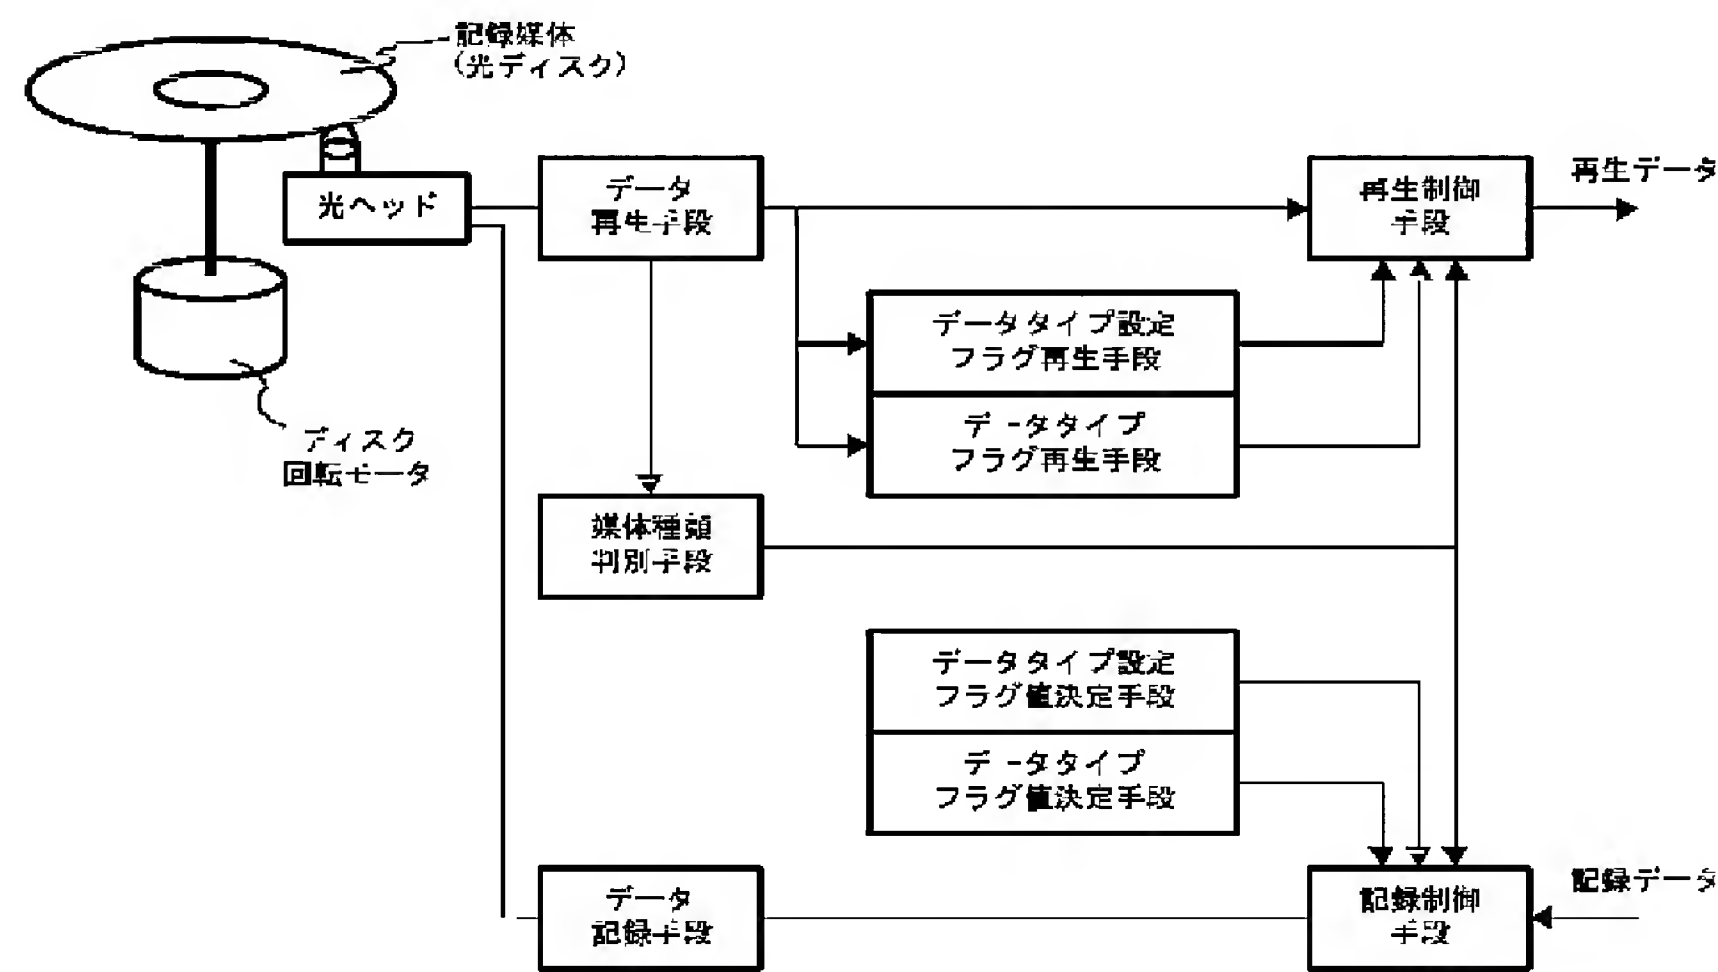 記録媒体
(光ディスク)
光ヘッド
データ
再生手段
再生制御
手段
再生データ
データタイプ設定
フラグ再生手段
データタイプ
フラグ再生手段
ディスク
回転モータ
媒体種類
判別手段
データタイプ設定
フラグ値決定手段
データタイプ
フラグ値決定手段
データ
記録手段
記録制御
手段
記録データ